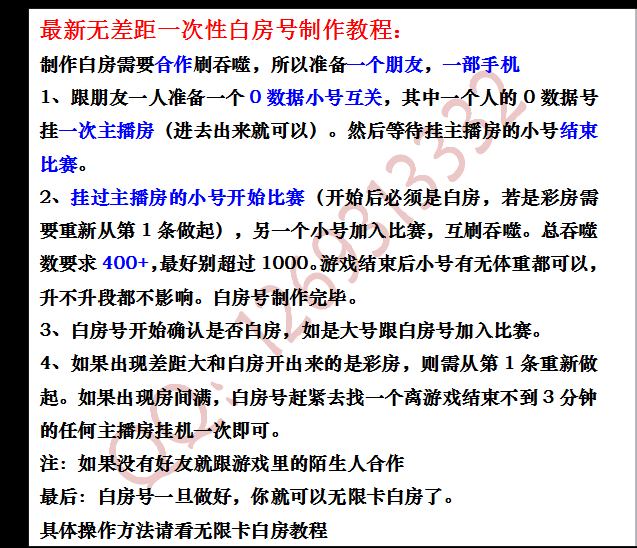 最新无差距一次性白房号制作教程：
制作白房需要合作刷吞噬，所以准备一个朋友，一部手机
1、跟朋友一人准备一个0数据小号互关，其中一个人的0数据号
挂一次主播房（进去出来就可以）。然后等待挂主播房的小号结束
比赛。
2、挂过主播房的小号开始比赛（开始后必须是白房，若是彩房需
要重新从第1条做起），另一个小号加入比赛，互刷吞噬。总吞噬
数要求400+,最好别超过1000。游戏结束后小号有无体重都可以，
升不升段都不影响。白房号制作完毕。
3、白房号开始确认是否白房，如是大号跟白房号加入比赛。
4、如果出现差距大和白房开出来的是彩房，则需从第1条重新做
起。如果出现房间满，白房号赶紧去找一个离游戏结束不到3分钟
的任何主播房挂机一次即可。
注：如果没有好友就跟游戏里的陌生人合作
最后：白房号一旦做好，你就可以无限卡白房了。
具体操作方法请看无限卡白房教程
QQ：1269313332